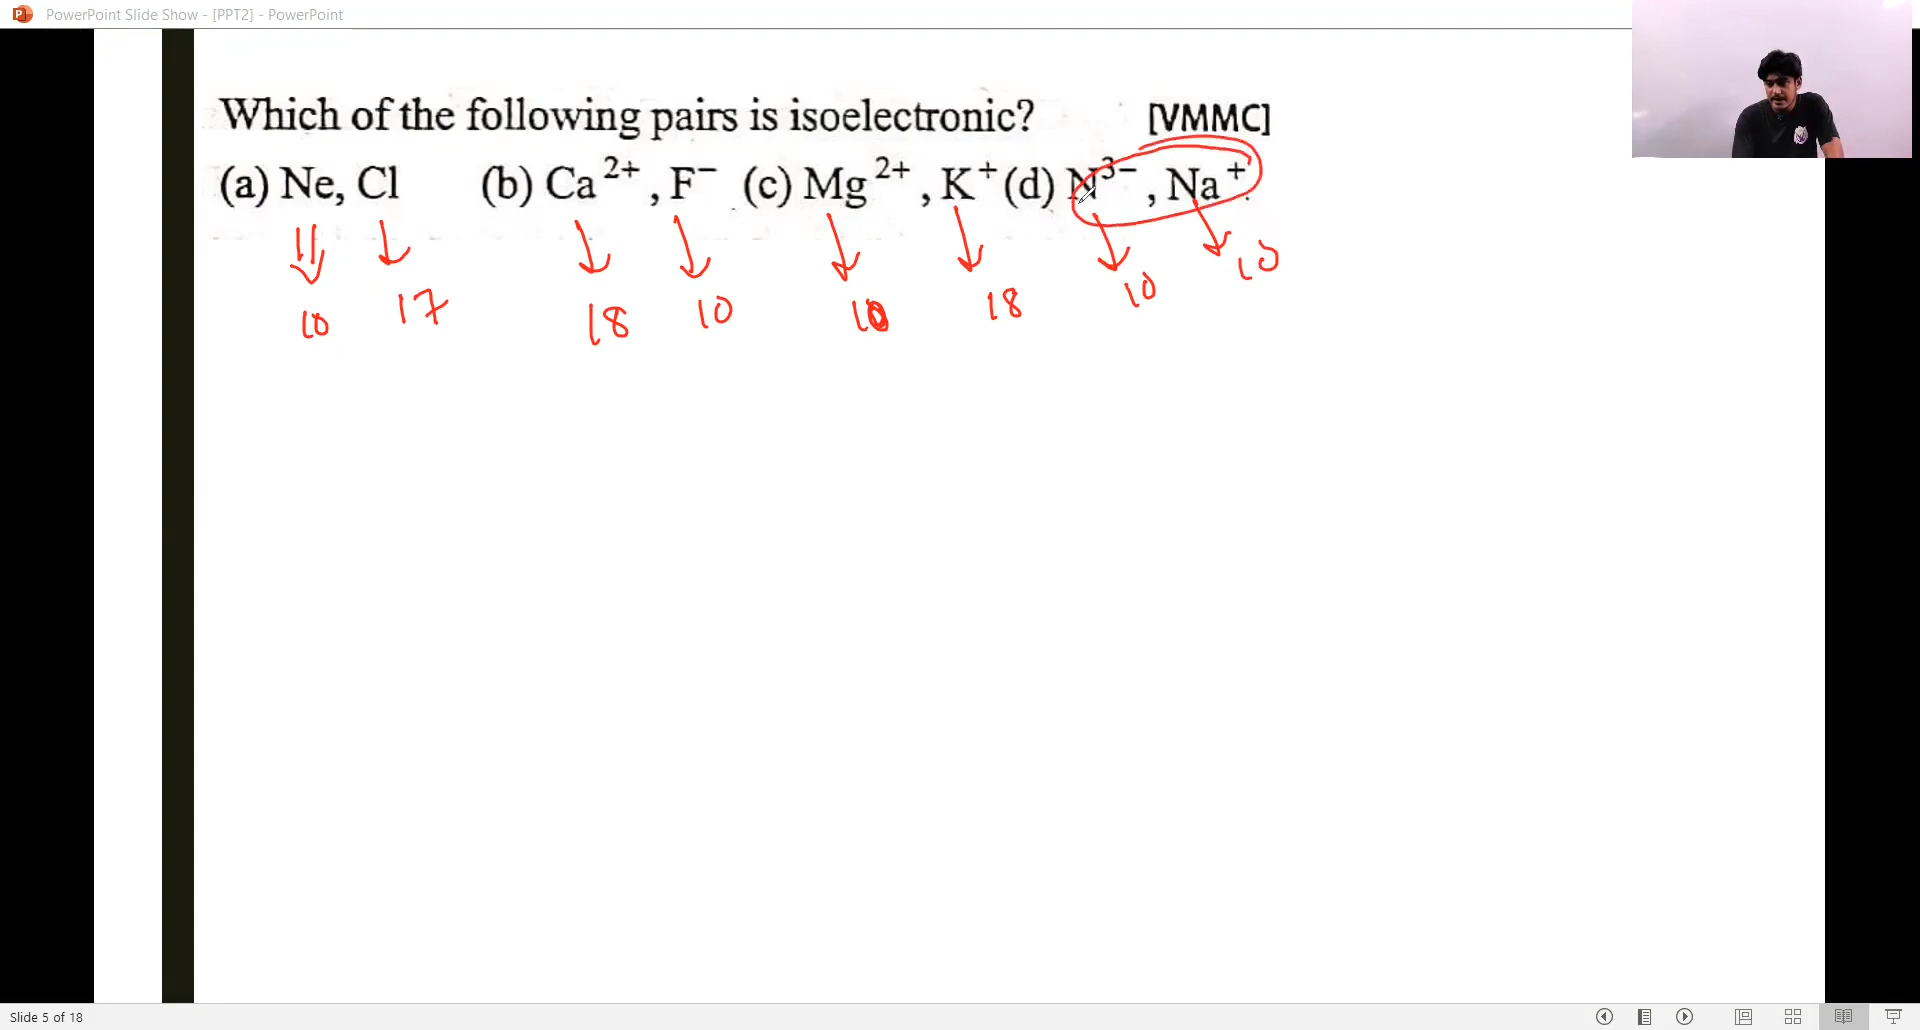 PowerPoint Slide Show - [PPT2] - PowerPoint
Which of the following pairs is isoelectronic? [VMMC]
(a) Ne, Cl (b) Ca²⁺, F⁻ (c) Mg²⁺, K⁺ (d) N³⁻, Na⁺.
10 17 18 10 10 18 10 10
Slide 5 of 18